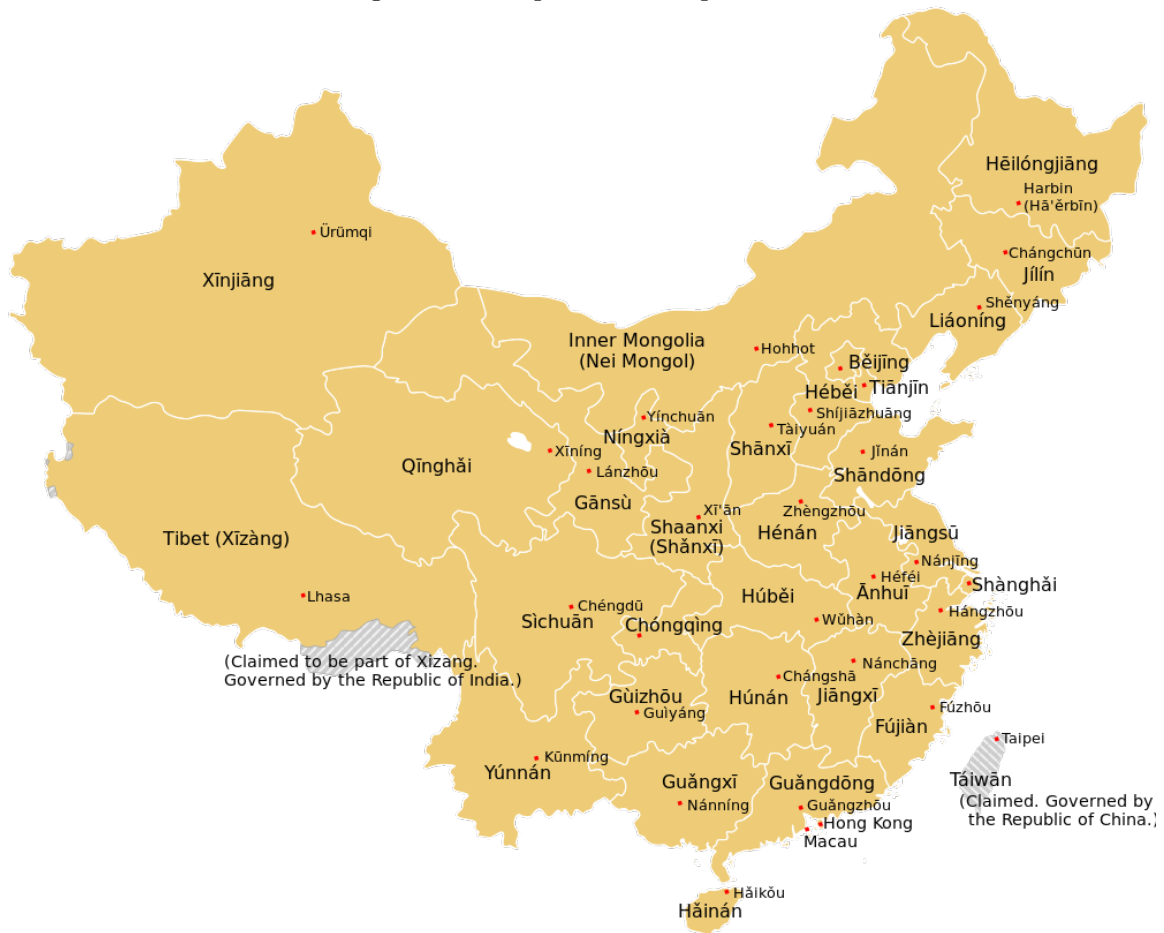 Hēilóngjiāng
Harbin
(Hā'ěrbīn)
Ürümqi
Chángchūn
Jílín
Xīnjiāng
Shěnyáng
Liáoníng
Inner Mongolia
(Nei Mongol)
Hohhot
Běijīng
Tiānjīn
Héběi
Shíjiāzhuāng
Yínchuān
Níngxià
Tàiyuán
Shānxī
Xīníng
Jǐnán
Qīnghǎi
Lánzhōu
Shāndōng
Gānsù
Xī'ān
Zhèngzhōu
Shaanxi
(Shǎnxī)
Hénán
Jiāngsū
Tibet (Xīzàng)
Nánjīng
Héféi
Shànghǎi
Ānhuī
Lhasa
Húběi
Chéngdū
Sìchuān
Chóngqìng
Wǔhàn
Hángzhōu
Zhèjiāng
(Claimed to be part of Xizang.
Governed by the Republic of India.)
Nánchāng
Chángshā
Gùizhōu
Húnán
Jiāngxī
Guìyáng
Fúzhōu
Fújiàn
Taipei
Kūnmíng
Yúnnán
Guǎngxī
Guǎngdōng
Táiwān
(Claimed. Governed by
the Republic of China.)
Nánníng
Guǎngzhōu
Hong Kong
Macau
Hǎikǒu
Hǎinán